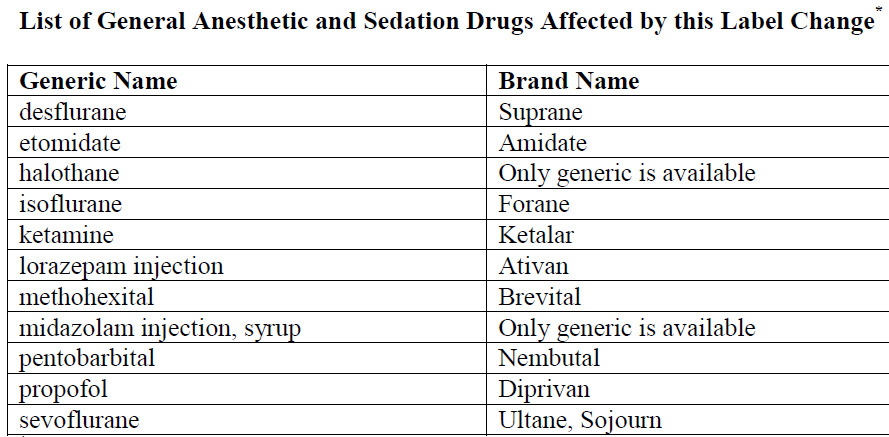 List of General Anesthetic and Sedation Drugs Affected by this Label Change*
Generic Name Brand Name
desflurane Suprane
etomidate Amidate
halothane Only generic is available
isoflurane Forane
ketamine Ketalar
lorazepam injection Ativan
methohexital Brevital
midazolam injection, syrup Only generic is available
pentobarbital Nembutal
propofol Diprivan
sevoflurane Ultane, Sojourn